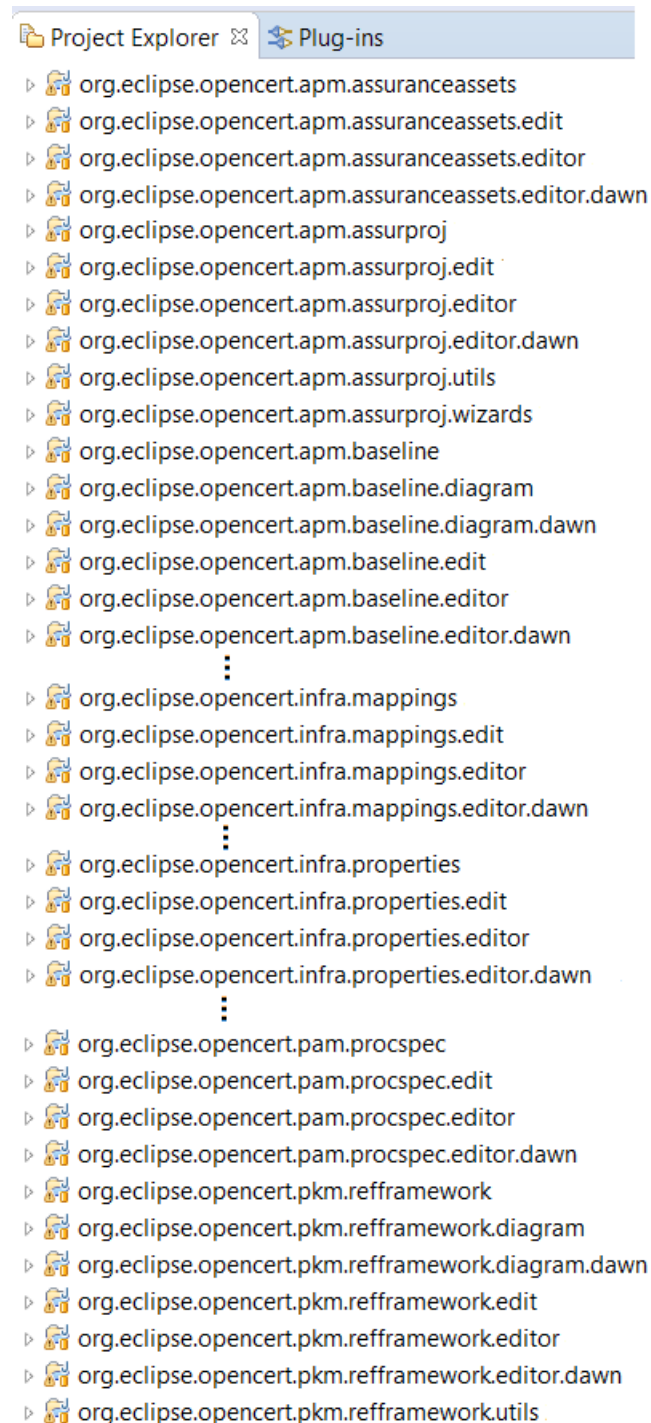 Project Explorer Plug-ins
org.eclipse.opencert.apm.assuranceassets
org.eclipse.opencert.apm.assuranceassets.edit
org.eclipse.opencert.apm.assuranceassets.editor
org.eclipse.opencert.apm.assuranceassets.editor.dawn
org.eclipse.opencert.apm.assurproj
org.eclipse.opencert.apm.assurproj.edit
org.eclipse.opencert.apm.assurproj.editor
org.eclipse.opencert.apm.assurproj.editor.dawn
org.eclipse.opencert.apm.assurproj.utils
org.eclipse.opencert.apm.assurproj.wizards
org.eclipse.opencert.apm.baseline
org.eclipse.opencert.apm.baseline.diagram
org.eclipse.opencert.apm.baseline.diagram.dawn
org.eclipse.opencert.apm.baseline.edit
org.eclipse.opencert.apm.baseline.editor
org.eclipse.opencert.apm.baseline.editor.dawn
org.eclipse.opencert.infra.mappings
org.eclipse.opencert.infra.mappings.edit
org.eclipse.opencert.infra.mappings.editor
org.eclipse.opencert.infra.mappings.editor.dawn
org.eclipse.opencert.infra.properties
org.eclipse.opencert.infra.properties.edit
org.eclipse.opencert.infra.properties.editor
org.eclipse.opencert.infra.properties.editor.dawn
org.eclipse.opencert.pam.procspec
org.eclipse.opencert.pam.procspec.edit
org.eclipse.opencert.pam.procspec.editor
org.eclipse.opencert.pam.procspec.editor.dawn
org.eclipse.opencert.pkm.refframework
org.eclipse.opencert.pkm.refframework.diagram
org.eclipse.opencert.pkm.refframework.diagram.dawn
org.eclipse.opencert.pkm.refframework.edit
org.eclipse.opencert.pkm.refframework.editor
org.eclipse.opencert.pkm.refframework.editor.dawn
org.eclipse.opencert.pkm.refframework.utils